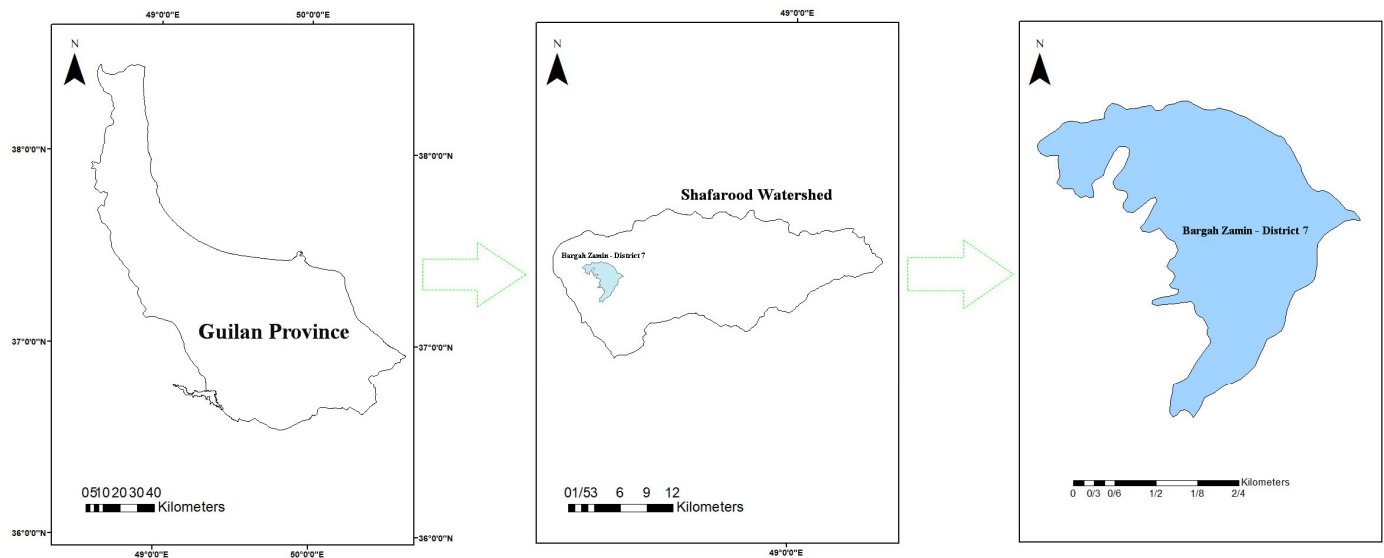 49°0'0"E 50°0'0"E
N
38°0'0"N 38°0'0"N
Guilan Province
37°0'0"N 37°0'0"N
0510 20 30 40
Kilometers
36°0'0"N 36°0'0"N
49°0'0"E 50°0'0"E
49°0'0"E
N
Shafarood Watershed
Bargah Zamin - District 7
01/53 6 9 12
Kilometers
49°0'0"E
N
Bargah Zamin - District 7
Kilometers
0 0/3 0/6 1/2 1/8 2/4